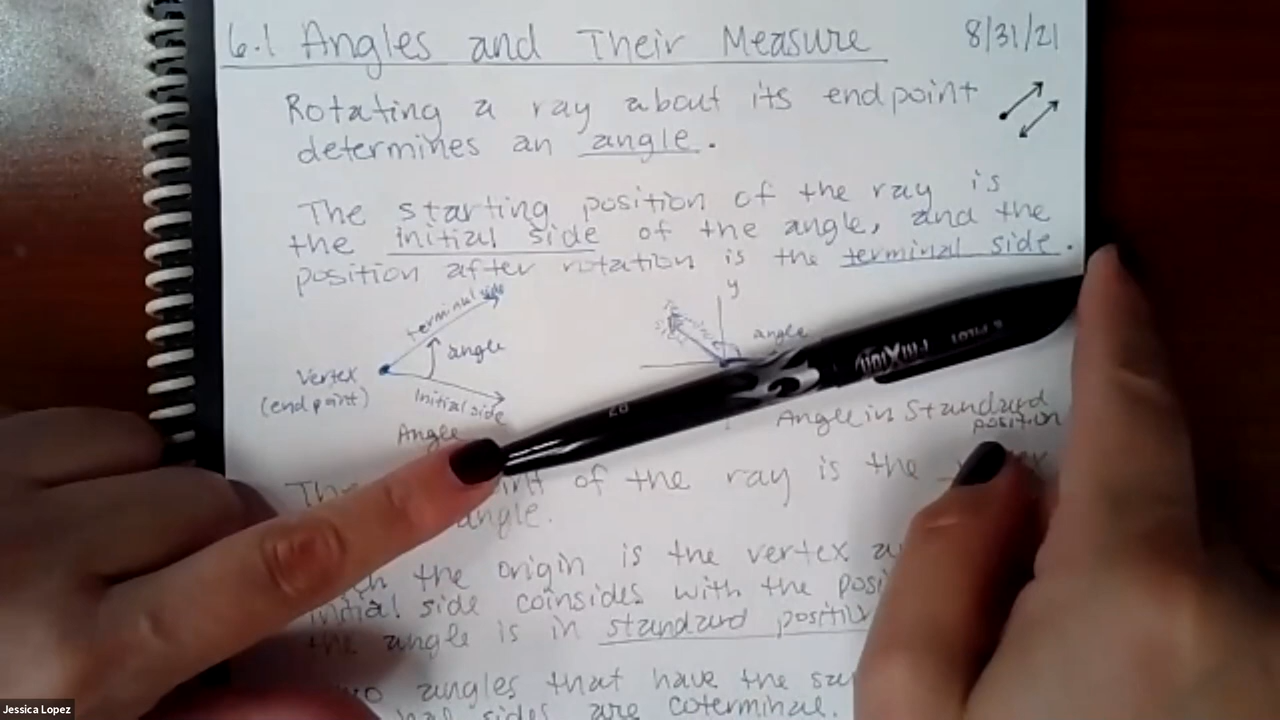 6.1 Angles and Their Measure 8/31/21
Rotating a ray about its endpoint
determines an angle.
The starting position of the ray is
the initial side of the angle, and the
position after rotation is the terminal side.
terminal side
angle
Vertex
(endpoint)
Initial side
Angle
y
angle
PILOT FriXion
07
Angle in Standard
position
of the ray is the
angle.
the origin is the vertex
initial side coinsides with the
the angle is in standard
angles that have the
sides are coterminal.
Jessica Lopez